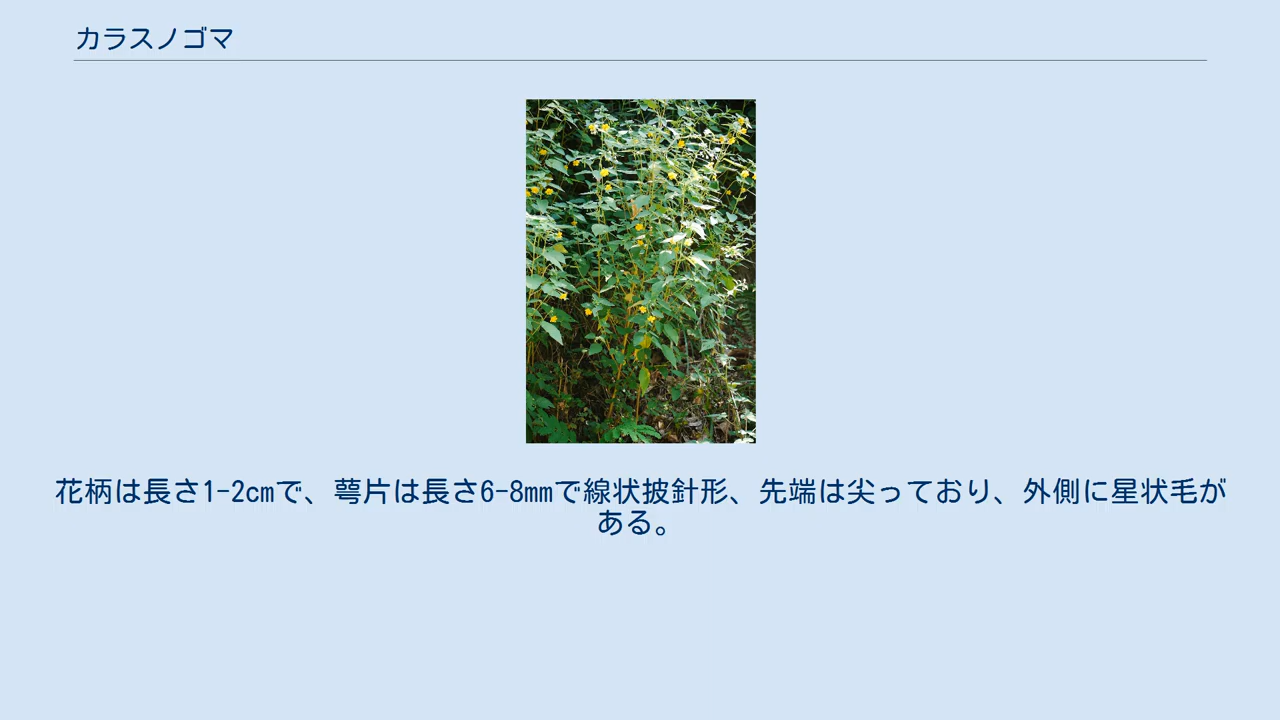 カラスノゴマ
花柄は長さ1-2cmで、萼片は長さ6-8mmで線状披針形、先端は尖っており、外側に星状毛が
ある。